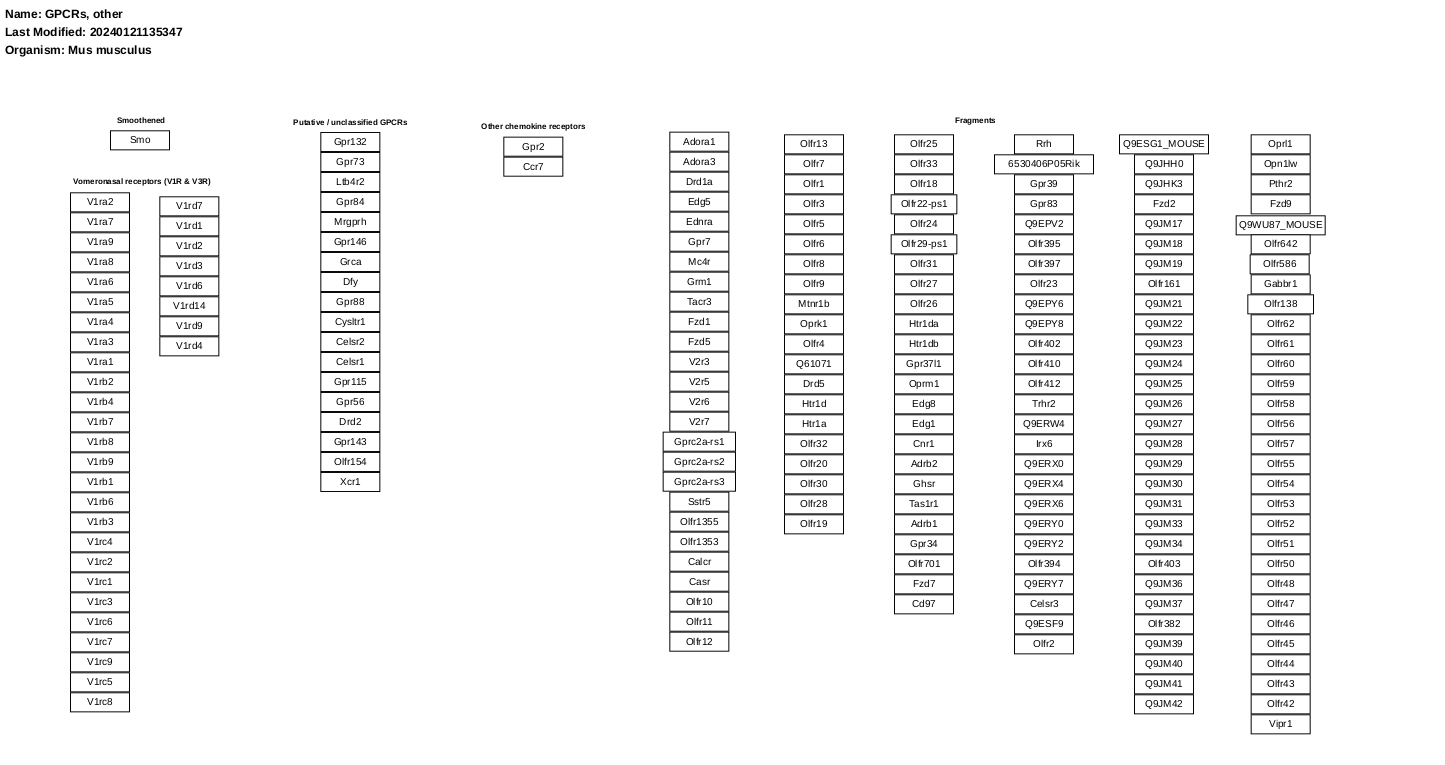 Name: GPCRs, other
Last Modified: 20240121135347
Organism: Mus musculus
Smoothened
Smo
Vomeronasal receptors (V1R & V3R)
V1ra2
V1ra7
V1ra9
V1ra8
V1ra6
V1ra5
V1ra4
V1ra3
V1ra1
V1rb2
V1rb4
V1rb7
V1rb8
V1rb9
V1rb1
V1rb6
V1rb3
V1rc4
V1rc2
V1rc1
V1rc3
V1rc6
V1rc7
V1rc9
V1rc5
V1rc8
V1rd7
V1rd1
V1rd2
V1rd3
V1rd6
V1rd14
V1rd9
V1rd4
Putative / unclassified GPCRs
Gpr132
Gpr73
Ltb4r2
Gpr84
Mrgprh
Gpr146
Grca
Dfy
Gpr88
Cysltr1
Celsr2
Celsr1
Gpr115
Gpr56
Drd2
Gpr143
Olfr154
Xcr1
Other chemokine receptors
Gpr2
Ccr7
Fragments
Adora1
Adora3
Drd1a
Edg5
Ednra
Gpr7
Mc4r
Grm1
Tacr3
Fzd1
Fzd5
V2r3
V2r5
V2r6
V2r7
Gprc2a-rs1
Gprc2a-rs2
Gprc2a-rs3
Sstr5
Olfr1355
Olfr1353
Calcr
Casr
Olfr10
Olfr11
Olfr12
Olfr13
Olfr7
Olfr1
Olfr3
Olfr5
Olfr6
Olfr8
Olfr9
Mtnr1b
Oprk1
Olfr4
Q61071
Drd5
Htr1d
Htr1a
Olfr32
Olfr20
Olfr30
Olfr28
Olfr19
Olfr25
Olfr33
Olfr18
Olfr22-ps1
Olfr24
Olfr29-ps1
Olfr31
Olfr27
Olfr26
Htr1da
Htr1db
Gpr37l1
Oprm1
Edg8
Edg1
Cnr1
Adrb2
Ghsr
Tas1r1
Adrb1
Gpr34
Olfr701
Fzd7
Cd97
Rrh
6530406P05Rik
Gpr39
Gpr83
Q9EPV2
Olfr395
Olfr397
Olfr23
Q9EPY6
Q9EPY8
Olfr402
Olfr410
Olfr412
Trhr2
Q9ERW4
Irx6
Q9ERX0
Q9ERX4
Q9ERX6
Q9ERY0
Q9ERY2
Olfr394
Q9ERY7
Celsr3
Q9ESF9
Olfr2
Q9ESG1_MOUSE
Q9JHH0
Q9JHK3
Fzd2
Q9JM17
Q9JM18
Q9JM19
Olfr161
Q9JM21
Q9JM22
Q9JM23
Q9JM24
Q9JM25
Q9JM26
Q9JM27
Q9JM28
Q9JM29
Q9JM30
Q9JM31
Q9JM33
Q9JM34
Olfr403
Q9JM36
Q9JM37
Olfr382
Q9JM39
Q9JM40
Q9JM41
Q9JM42
Oprl1
Opn1lw
Pthr2
Fzd9
Q9WU87_MOUSE
Olfr642
Olfr586
Gabbr1
Olfr138
Olfr62
Olfr61
Olfr60
Olfr59
Olfr58
Olfr56
Olfr57
Olfr55
Olfr54
Olfr53
Olfr52
Olfr51
Olfr50
Olfr48
Olfr47
Olfr46
Olfr45
Olfr44
Olfr43
Olfr42
Vipr1